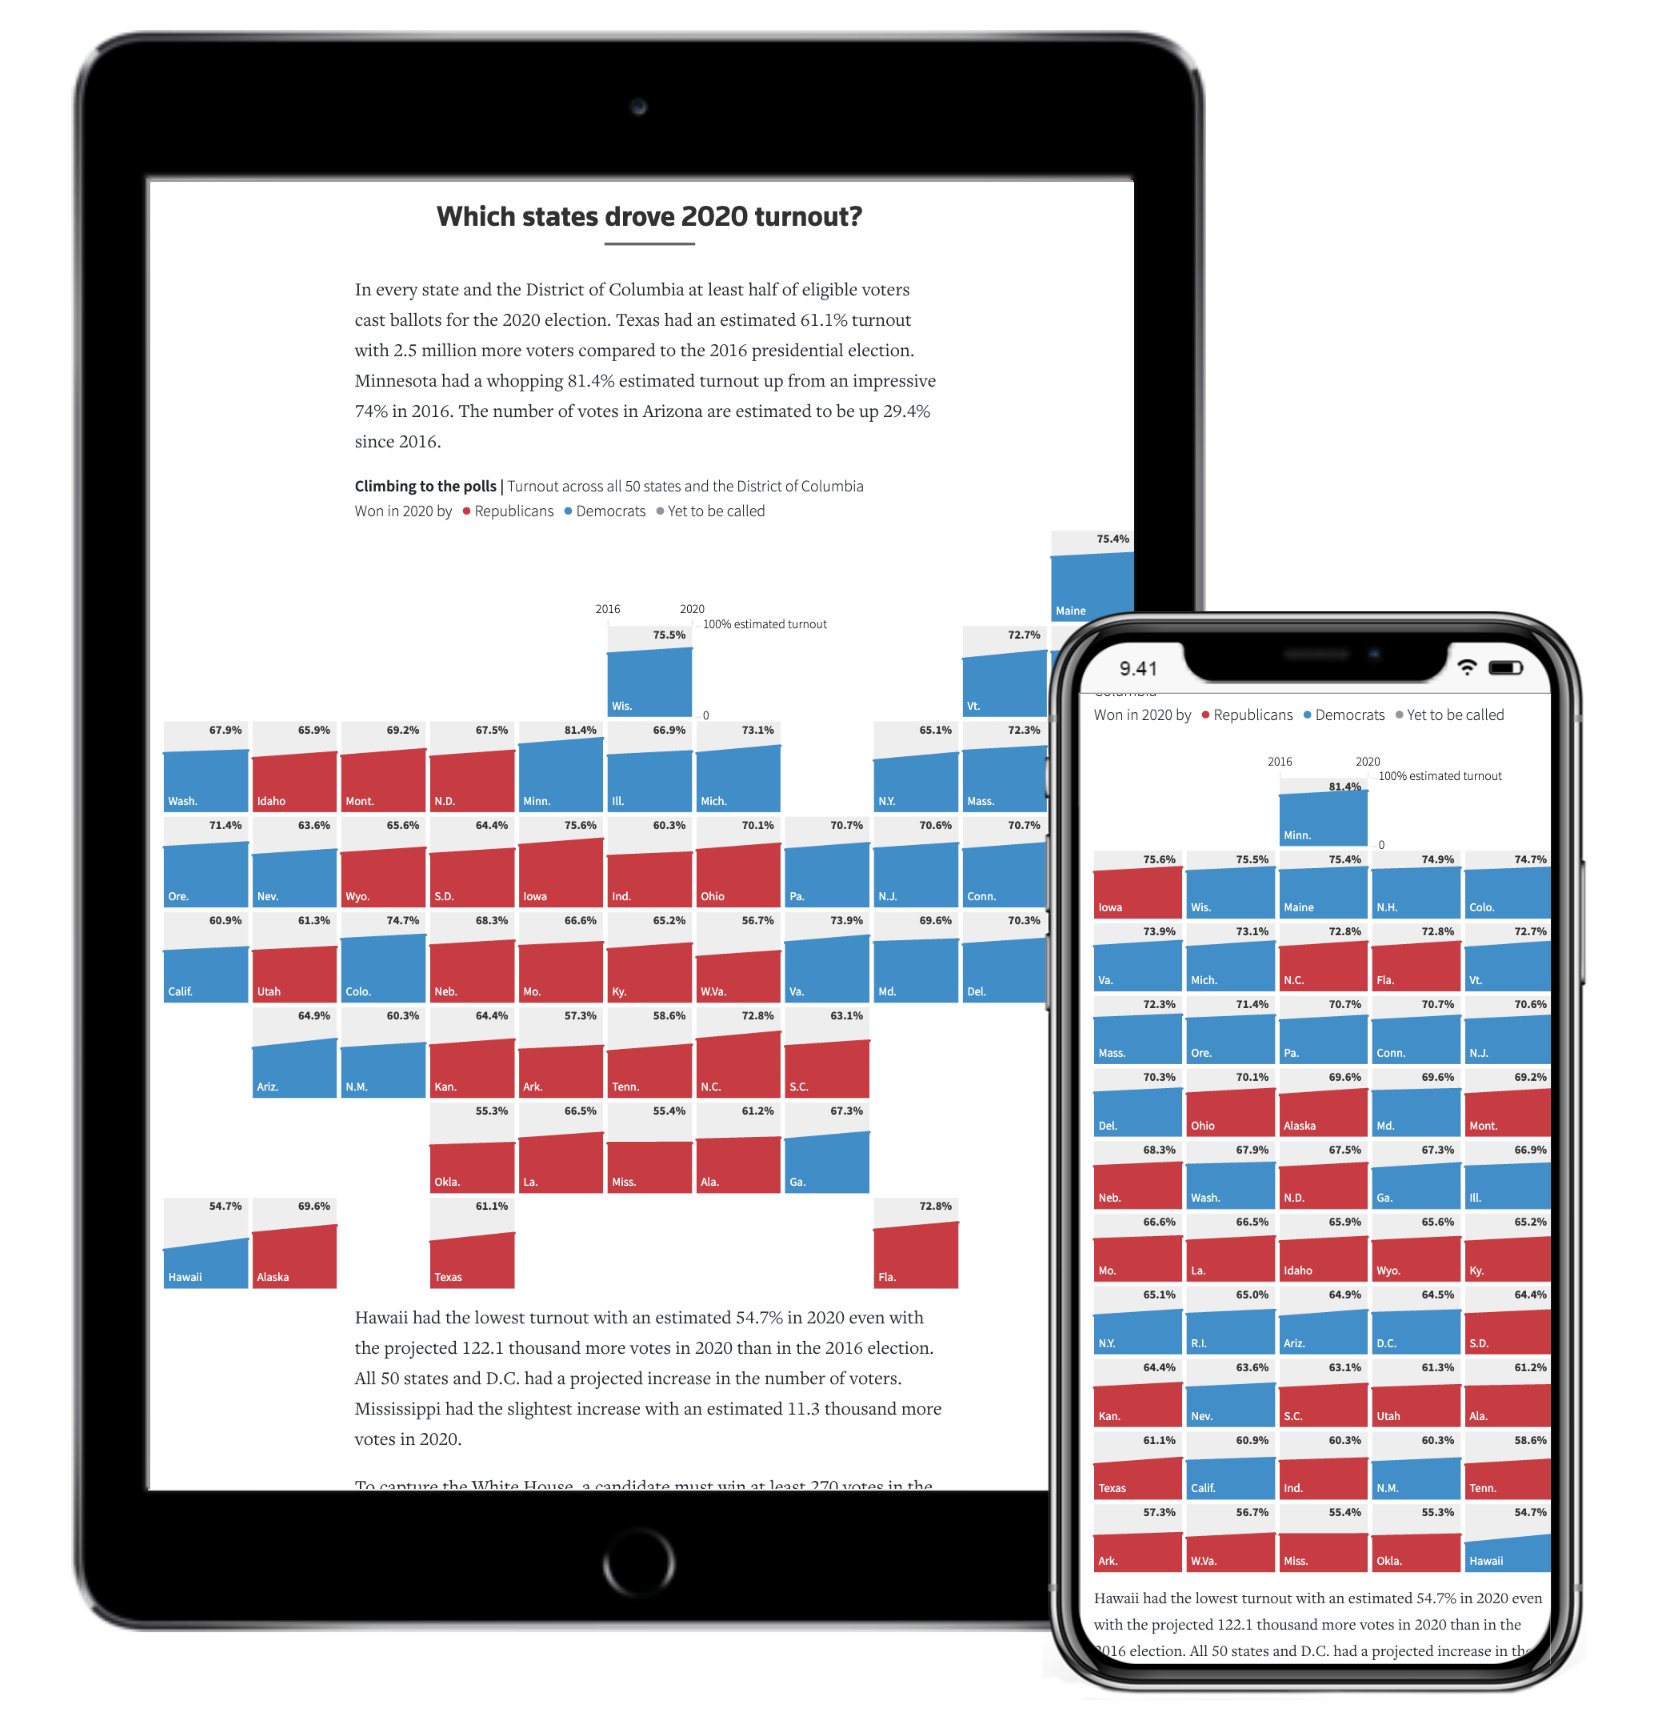 Which states drove 2020 turnout?
In every state and the District of Columbia at least half of eligible voters
cast ballots for the 2020 election. Texas had an estimated 61.1% turnout
with 2.5 million more voters compared to the 2016 presidential election.
Minnesota had a whopping 81.4% estimated turnout up from an impressive
74% in 2016. The number of votes in Arizona are estimated to be up 29.4%
since 2016.
Climbing to the polls | Turnout across all 50 states and the District of Columbia
Won in 2020 by Republicans Democrats Yet to be called
75.4%
Maine
2016 2020
100% estimated turnout
75.5% 72.7%
Wis. Vt.
0
67.9% 65.9% 69.2% 67.5% 81.4% 66.9% 73.1% 65.1% 72.3%
Wash. Idaho Mont. N.D. Minn. Ill. Mich. N.Y. Mass.
71.4% 63.6% 65.6% 64.4% 75.6% 60.3% 70.1% 70.7% 70.6% 70.7%
Ore. Nev. Wyo. S.D. Iowa Ind. Ohio Pa. N.J. Conn.
60.9% 61.3% 74.7% 68.3% 66.6% 65.2% 56.7% 73.9% 69.6% 70.3%
Calif. Utah Colo. Neb. Mo. Ky. W.Va. Va. Md. Del.
64.9% 60.3% 64.4% 57.3% 58.6% 72.8% 63.1%
Ariz. N.M. Kan. Ark. Tenn. N.C. S.C.
55.3% 66.5% 55.4% 61.2% 67.3%
Okla. La. Miss. Ala. Ga.
54.7% 69.6% 61.1% 72.8%
Hawaii Alaska Texas Fla.
Hawaii had the lowest turnout with an estimated 54.7% in 2020 even with
the projected 122.1 thousand more votes in 2020 than in the 2016 election.
All 50 states and D.C. had a projected increase in the number of voters.
Mississippi had the slightest increase with an estimated 11.3 thousand more
votes in 2020.
To capture the White House, a candidate must win at least 270 votes in the
9.41
Columbia
Won in 2020 by Republicans Democrats Yet to be called
2016 2020
100% estimated turnout
81.4%
Minn.
0
75.6% 75.5% 75.4% 74.9% 74.7%
Iowa Wis. Maine N.H. Colo.
73.9% 73.1% 72.8% 72.8% 72.7%
Va. Mich. N.C. Fla. Vt.
72.3% 71.4% 70.7% 70.7% 70.6%
Mass. Ore. Pa. Conn. N.J.
70.3% 70.1% 69.6% 69.6% 69.2%
Del. Ohio Alaska Md. Mont.
68.3% 67.9% 67.5% 67.3% 66.9%
Neb. Wash. N.D. Ga. Ill.
66.6% 66.5% 65.9% 65.6% 65.2%
Mo. La. Idaho Wyo. Ky.
65.1% 65.0% 64.9% 64.5% 64.4%
N.Y. R.I. Ariz. D.C. S.D.
64.4% 63.6% 63.1% 61.3% 61.2%
Kan. Nev. S.C. Utah Ala.
61.1% 60.9% 60.3% 60.3% 58.6%
Texas Calif. Ind. N.M. Tenn.
57.3% 56.7% 55.4% 55.3% 54.7%
Ark. W.Va. Miss. Okla. Hawaii
Hawaii had the lowest turnout with an estimated 54.7% in 2020 even
with the projected 122.1 thousand more votes in 2020 than in the
2016 election. All 50 states and D.C. had a projected increase in the